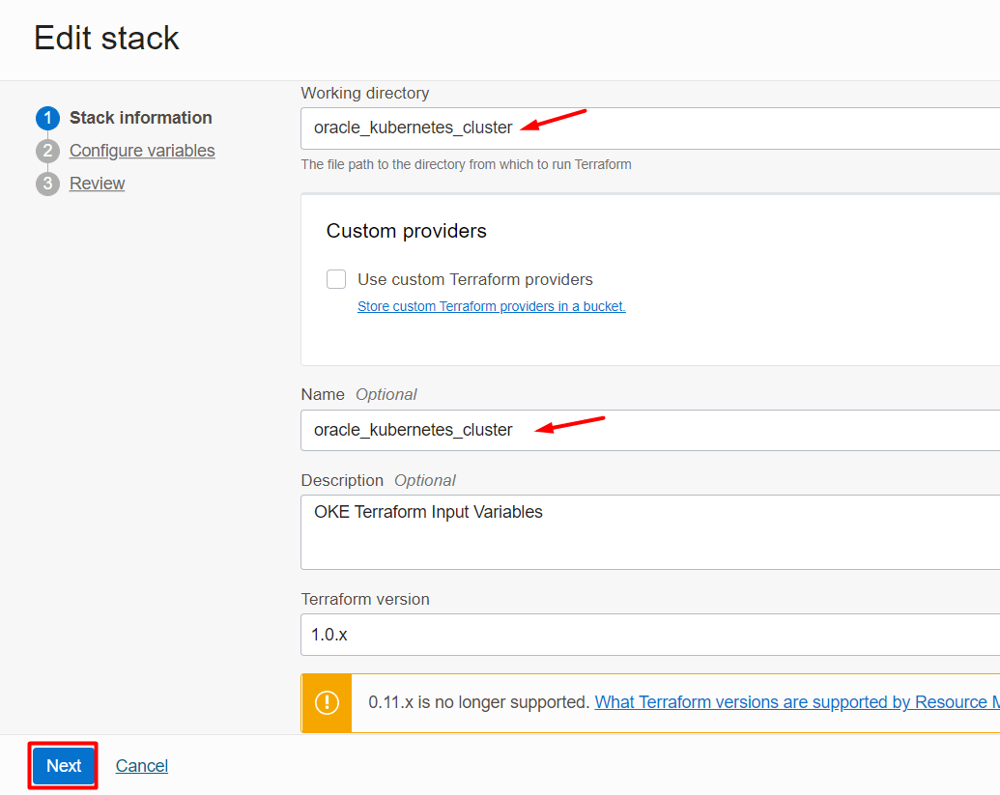 Edit stack
1 Stack information
2 Configure variables
3 Review
Working directory
oracle_kubernetes_cluster
The file path to the directory from which to run Terraform
Custom providers
Use custom Terraform providers
Store custom Terraform providers in a bucket.
Name Optional
oracle_kubernetes_cluster
Description Optional
OKE Terraform Input Variables
Terraform version
1.0.x
0.11.x is no longer supported. What Terraform versions are supported by Resource M
Next Cancel